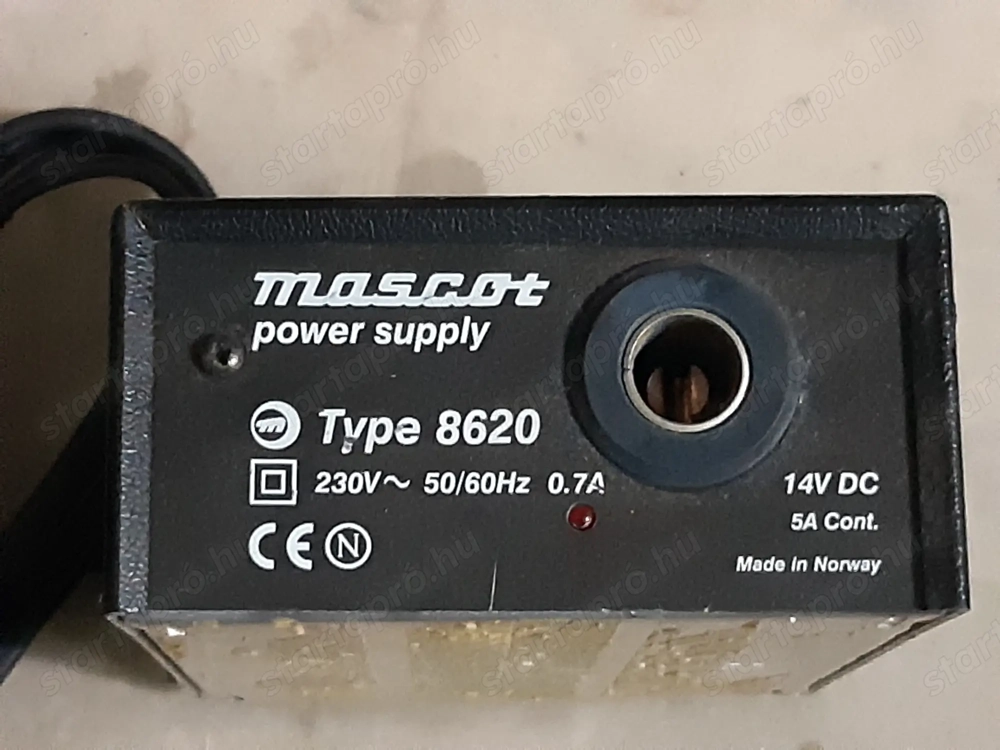 mascot
power supply
Type 8620
230V~ 50/60Hz 0.7A
14V DC
5A Cont.
Made in Norway
CE N
startapró.hu